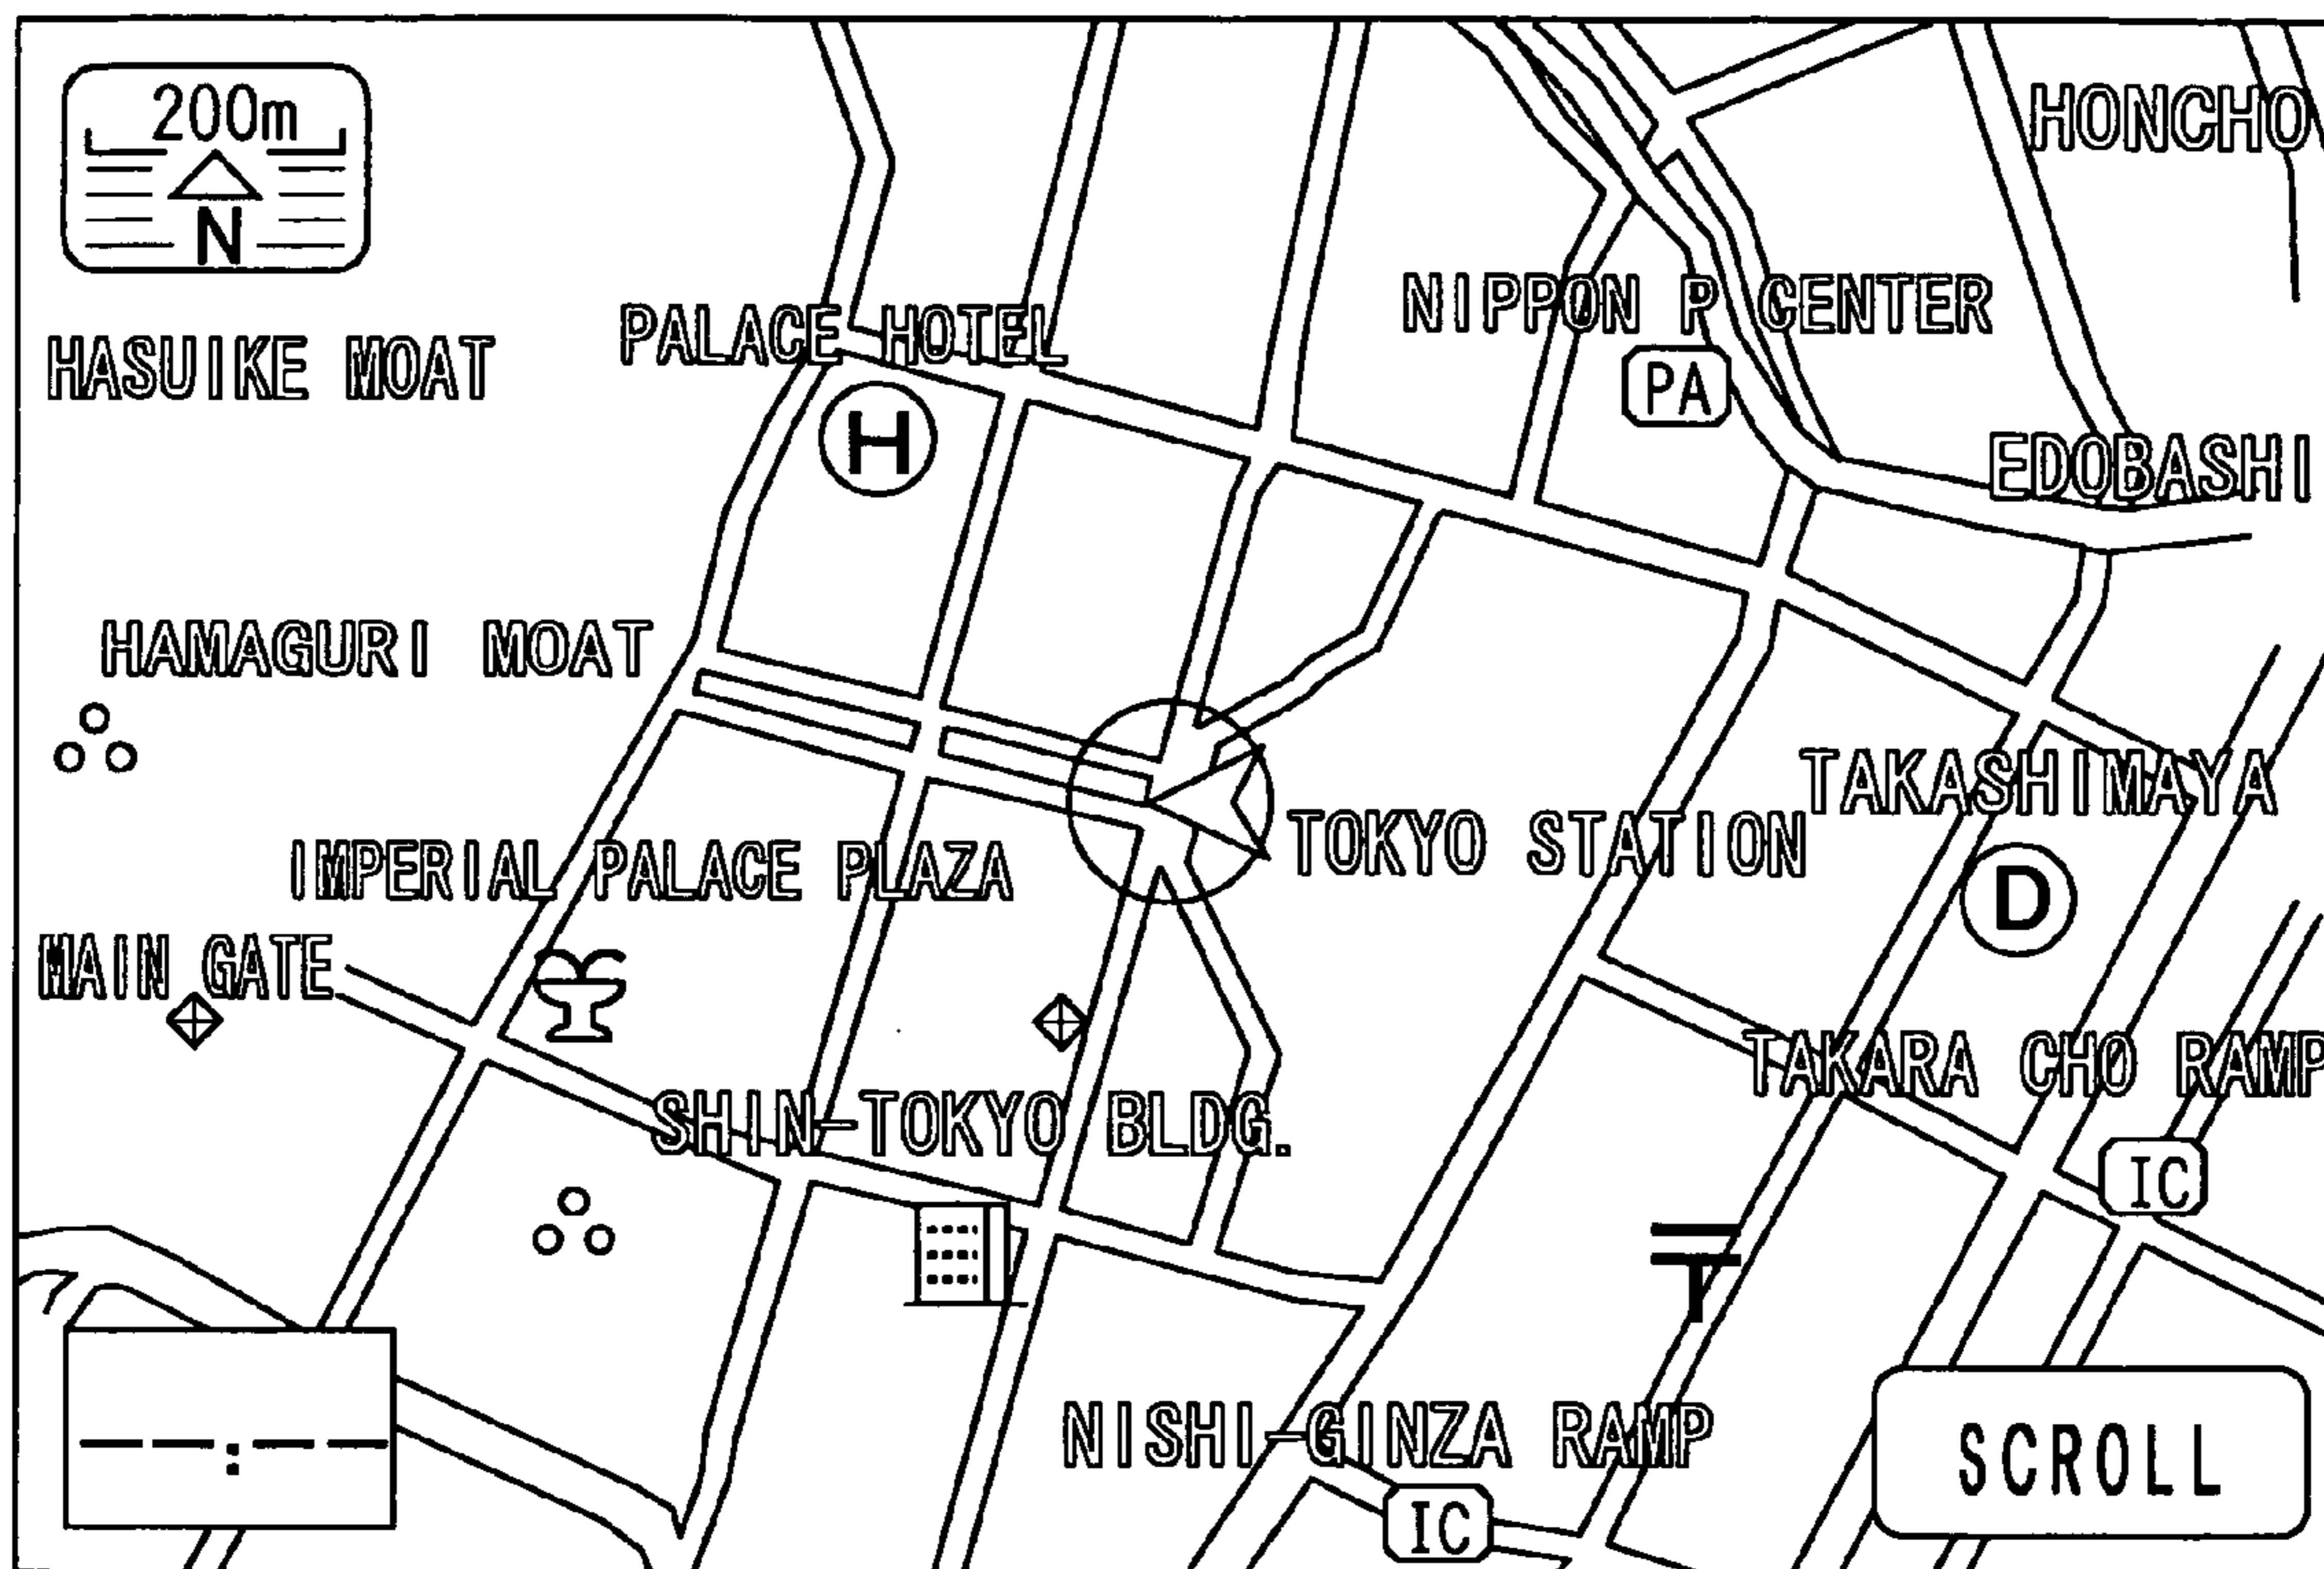 200m
N
HONCHO
NIPPON P CENTER
PALACE HOTEL
HASUIKE MOAT
PA
H
EDOBASHI
HAMAGURI MOAT
TAKASHIMAYA
TOKYO STATION
IMPERIAL PALACE PLAZA
D
MAIN GATE
TAKARA CHO RAMP
SHIN-TOKYO BLDG.
IC
NISHI-GINZA RAMP
--:--
SCROLL
IC